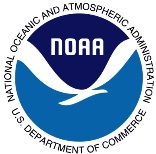 NATIONAL OCEANIC AND ATMOSPHERIC ADMINISTRATION
NOAA
U.S. DEPARTMENT OF COMMERCE